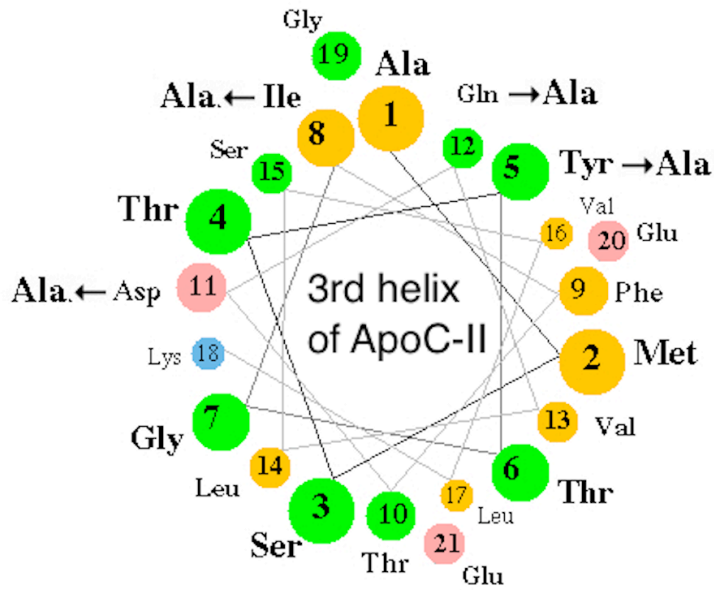 Gly
19
Ala
1
Ala.← Ile
8
Gln →Ala
12
Ser
15
5
Tyr →Ala
Thr
4
16
Val
20
Glu
Ala.← Asp
11
3rd helix
of ApoC-II
9
Phe
Lys
18
2
Met
7
Gly
13
Val
Leu
14
6
Thr
3
Ser
10
Thr
17
Leu
21
Glu